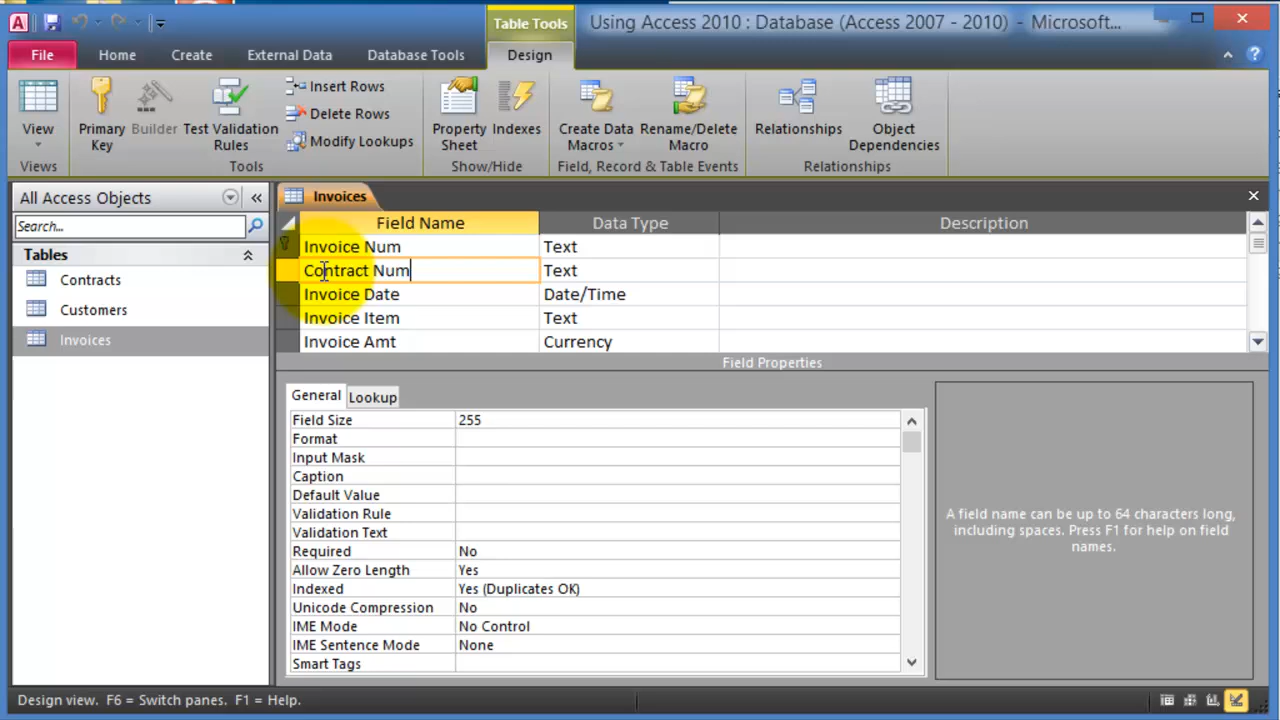 Table Tools
Using Access 2010 : Database (Access 2007 - 2010) - Microsoft...
File Home Create External Data Database Tools Design
View
Primary Key
Builder
Test Validation Rules
Insert Rows
Delete Rows
Modify Lookups
Property Sheet
Indexes
Create Data Macros
Rename/Delete Macro
Relationships
Object Dependencies
Views Tools Show/Hide Field, Record & Table Events Relationships
All Access Objects
Search...
Tables
Contracts
Customers
Invoices
Invoices
Field Name Data Type Description
Invoice Num Text
Contract Num Text
Invoice Date Date/Time
Invoice Item Text
Invoice Amt Currency
Field Properties
General Lookup
Field Size 255
Format
Input Mask
Caption
Default Value
Validation Rule
Validation Text
Required No
Allow Zero Length Yes
Indexed Yes (Duplicates OK)
Unicode Compression No
IME Mode No Control
IME Sentence Mode None
Smart Tags
A field name can be up to 64 characters long,
including spaces. Press F1 for help on field
names.
Design view. F6 = Switch panes. F1 = Help.